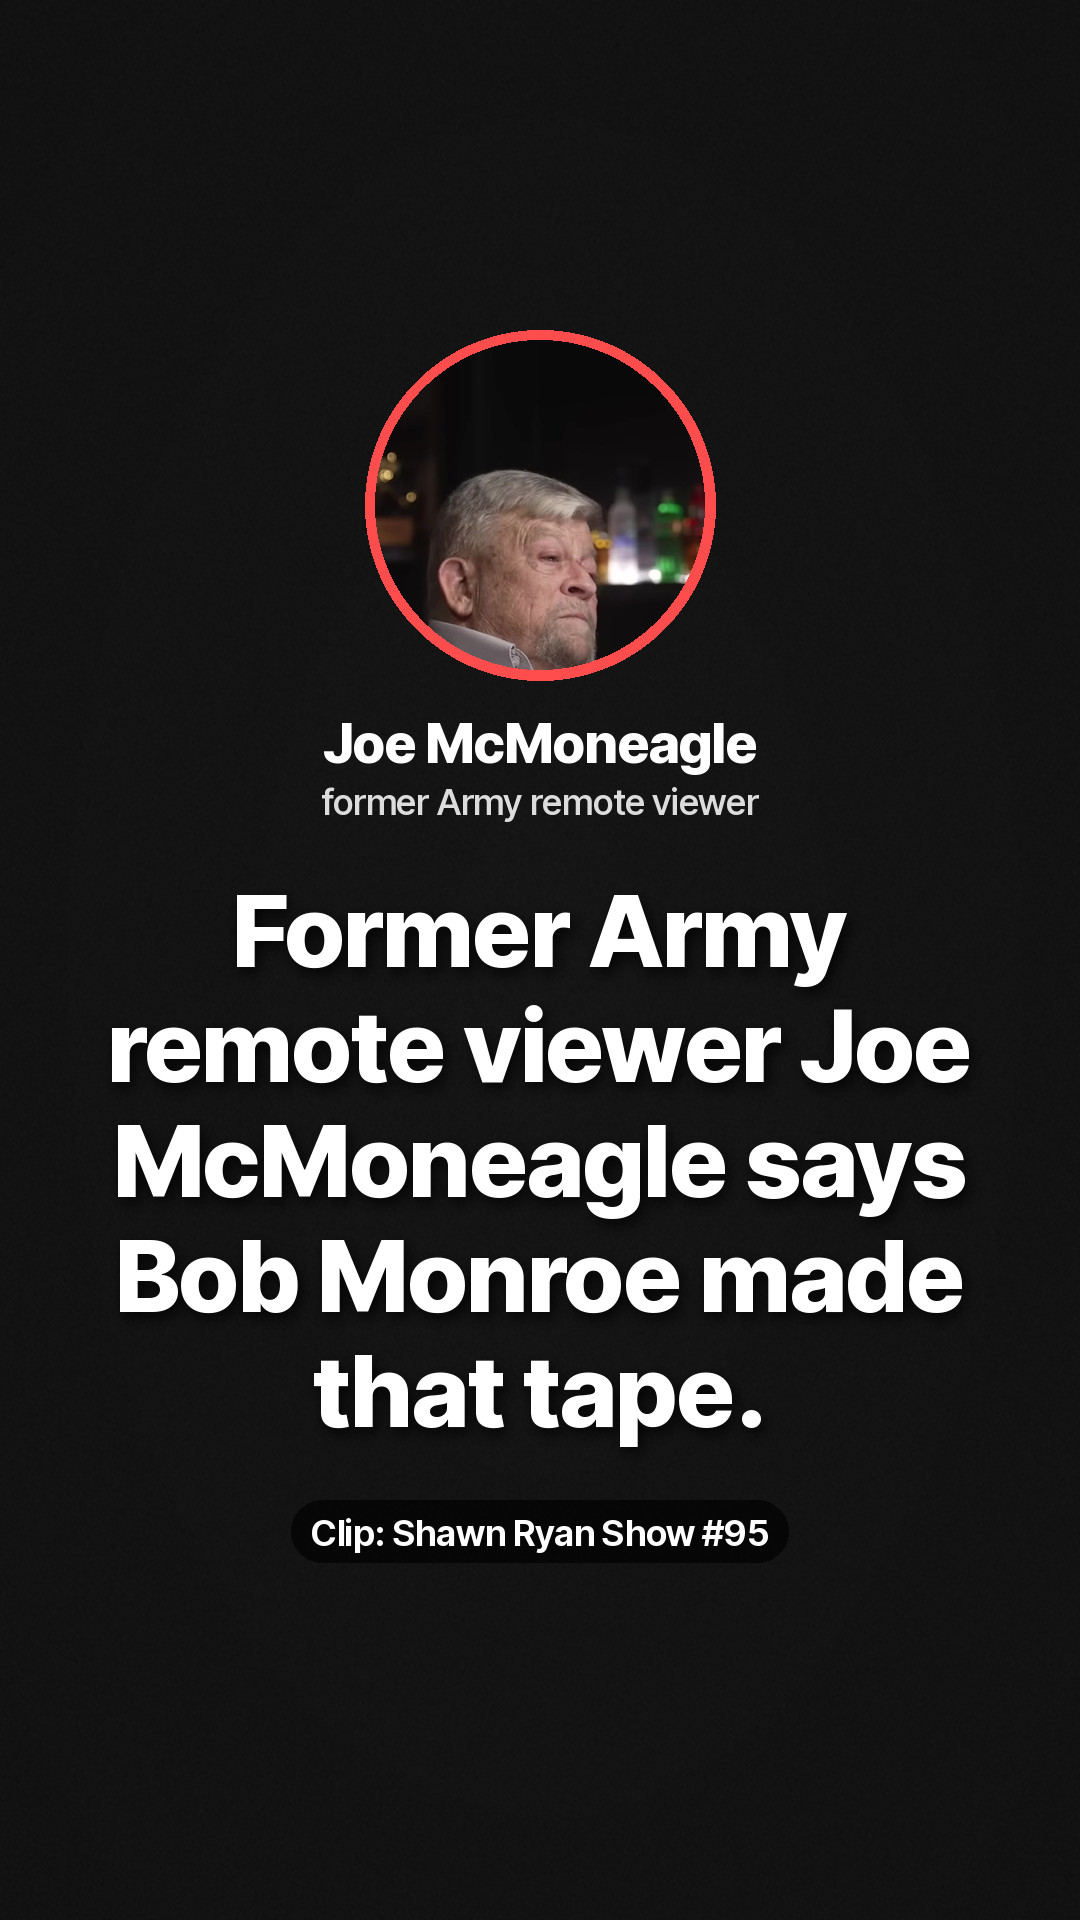 Joe McMoneagle
former Army remote viewer
Former Army
remote viewer Joe
McMoneagle says
Bob Monroe made
that tape.
Clip: Shawn Ryan Show #95